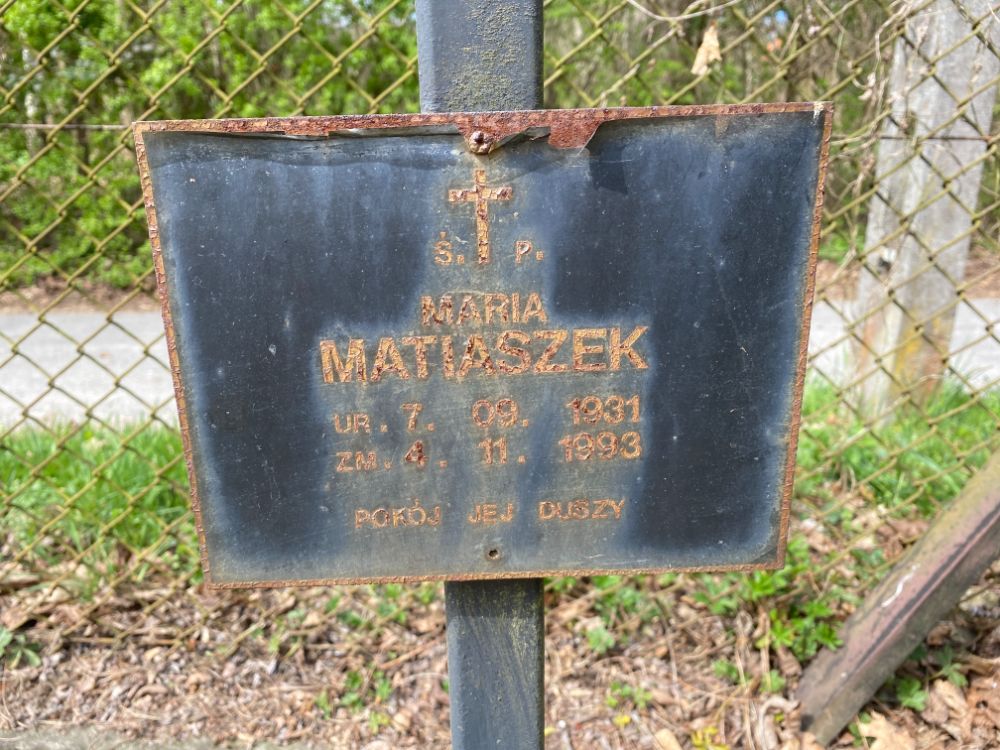 Ś. P.
MARIA
MATIASZEK
UR. 7. 09. 1931
ZM. 4. 11. 1993
POKÓJ JEJ DUSZY